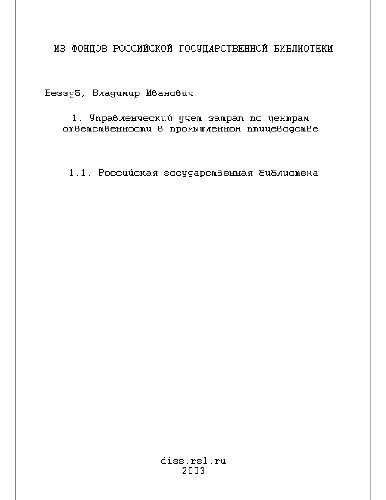 ИЗ ФОНДОВ РОССИЙСКОЙ ГОСУДАРСТВЕННОЙ БИБЛИОТЕКИ
Беззуб, Владимир Иванович
1. Управленческий учет затрат по центрам
ответственности в промышленном птицеводстве
1.1. Российская государственная библиотека
diss.rsl.ru
2003